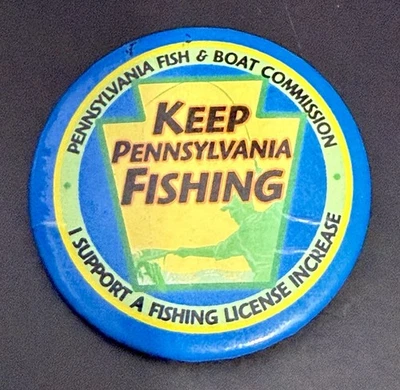 PENNSYLVANIA FISH & BOAT COMMISSION
KEEP
PENNSYLVANIA
FISHING
I SUPPORT A FISHING LICENSE INCREASE